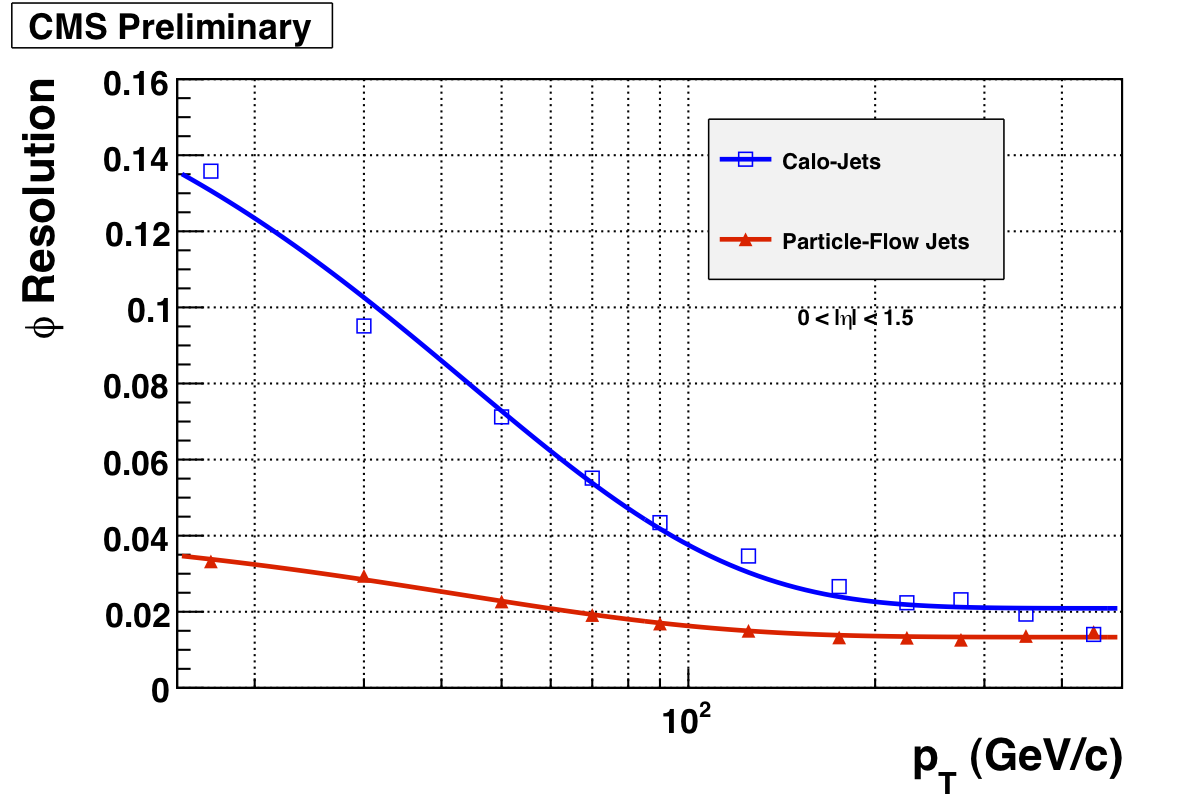 CMS Preliminary
φ Resolution
0.16
0.14
0.12
0.1
0.08
0.06
0.04
0.02
0
Calo-Jets
Particle-Flow Jets
0 < |η| < 1.5
10²
p_T (GeV/c)